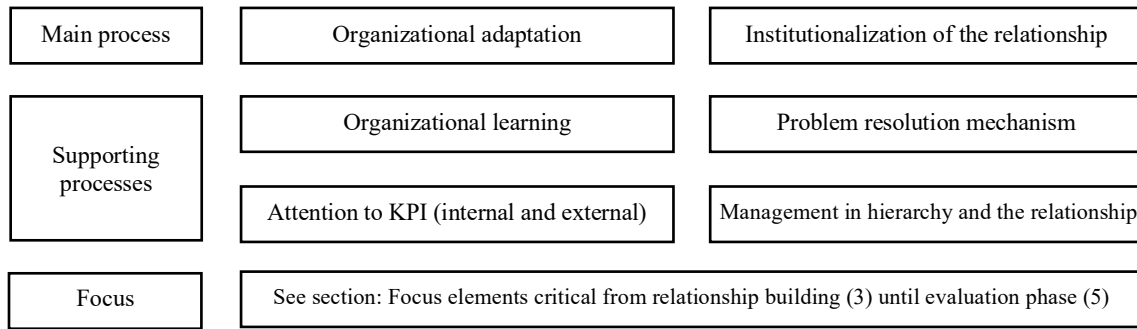 Main process
Organizational adaptation
Institutionalization of the relationship
Supporting
processes
Organizational learning
Problem resolution mechanism
Attention to KPI (internal and external)
Management in hierarchy and the relationship
Focus
See section: Focus elements critical from relationship building (3) until evaluation phase (5)